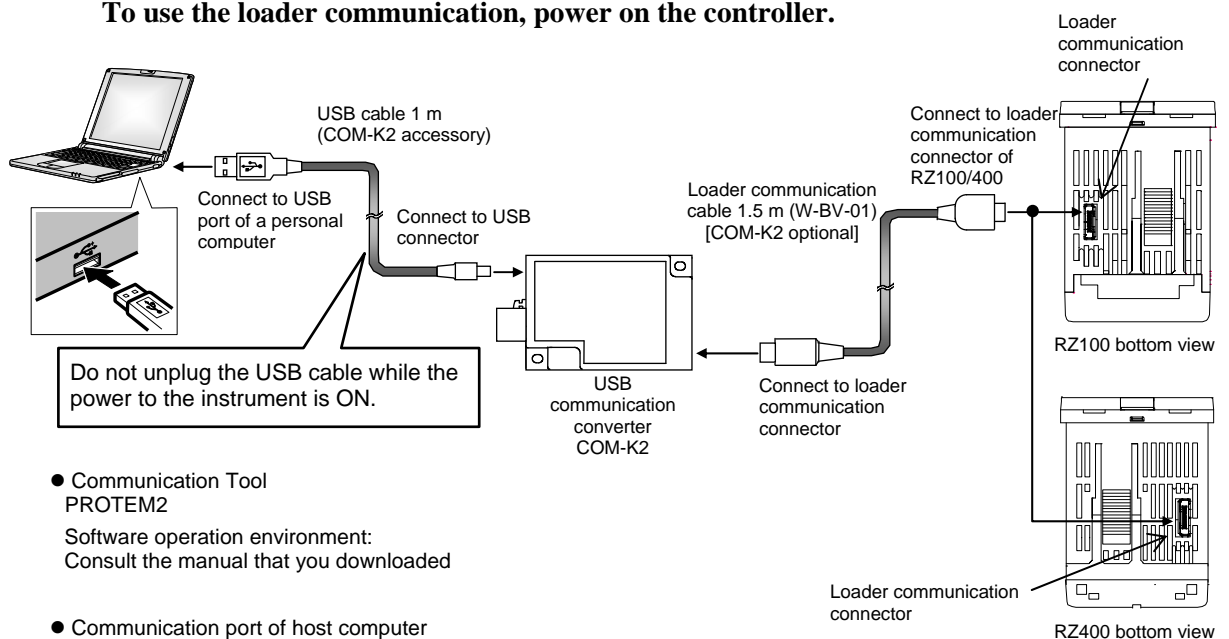 To use the loader communication, power on the controller.
Loader
communication
connector
USB cable 1 m
(COM-K2 accessory)
Connect to loader
communication
connector of
RZ100/400
Connect to USB
port of a personal
computer
Connect to USB
connector
Loader communication
cable 1.5 m (W-BV-01)
[COM-K2 optional]
RZ100 bottom view
Do not unplug the USB cable while the
power to the instrument is ON.
USB
communication
converter
COM-K2
Connect to loader
communication
connector
● Communication Tool
PROTEM2
Software operation environment:
Consult the manual that you downloaded
Loader communication
connector
● Communication port of host computer
RZ400 bottom view